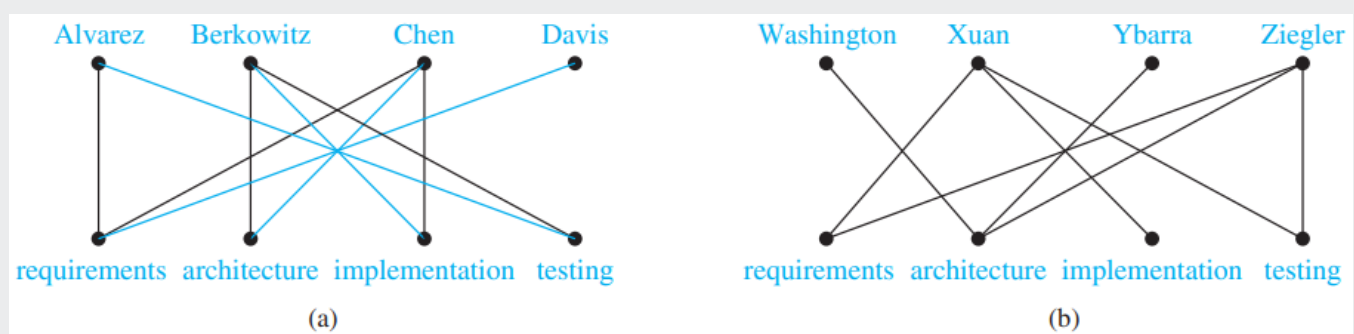 Alvarez Berkowitz Chen Davis
requirements architecture implementation testing
(a)
Washington Xuan Ybarra Ziegler
requirements architecture implementation testing
(b)